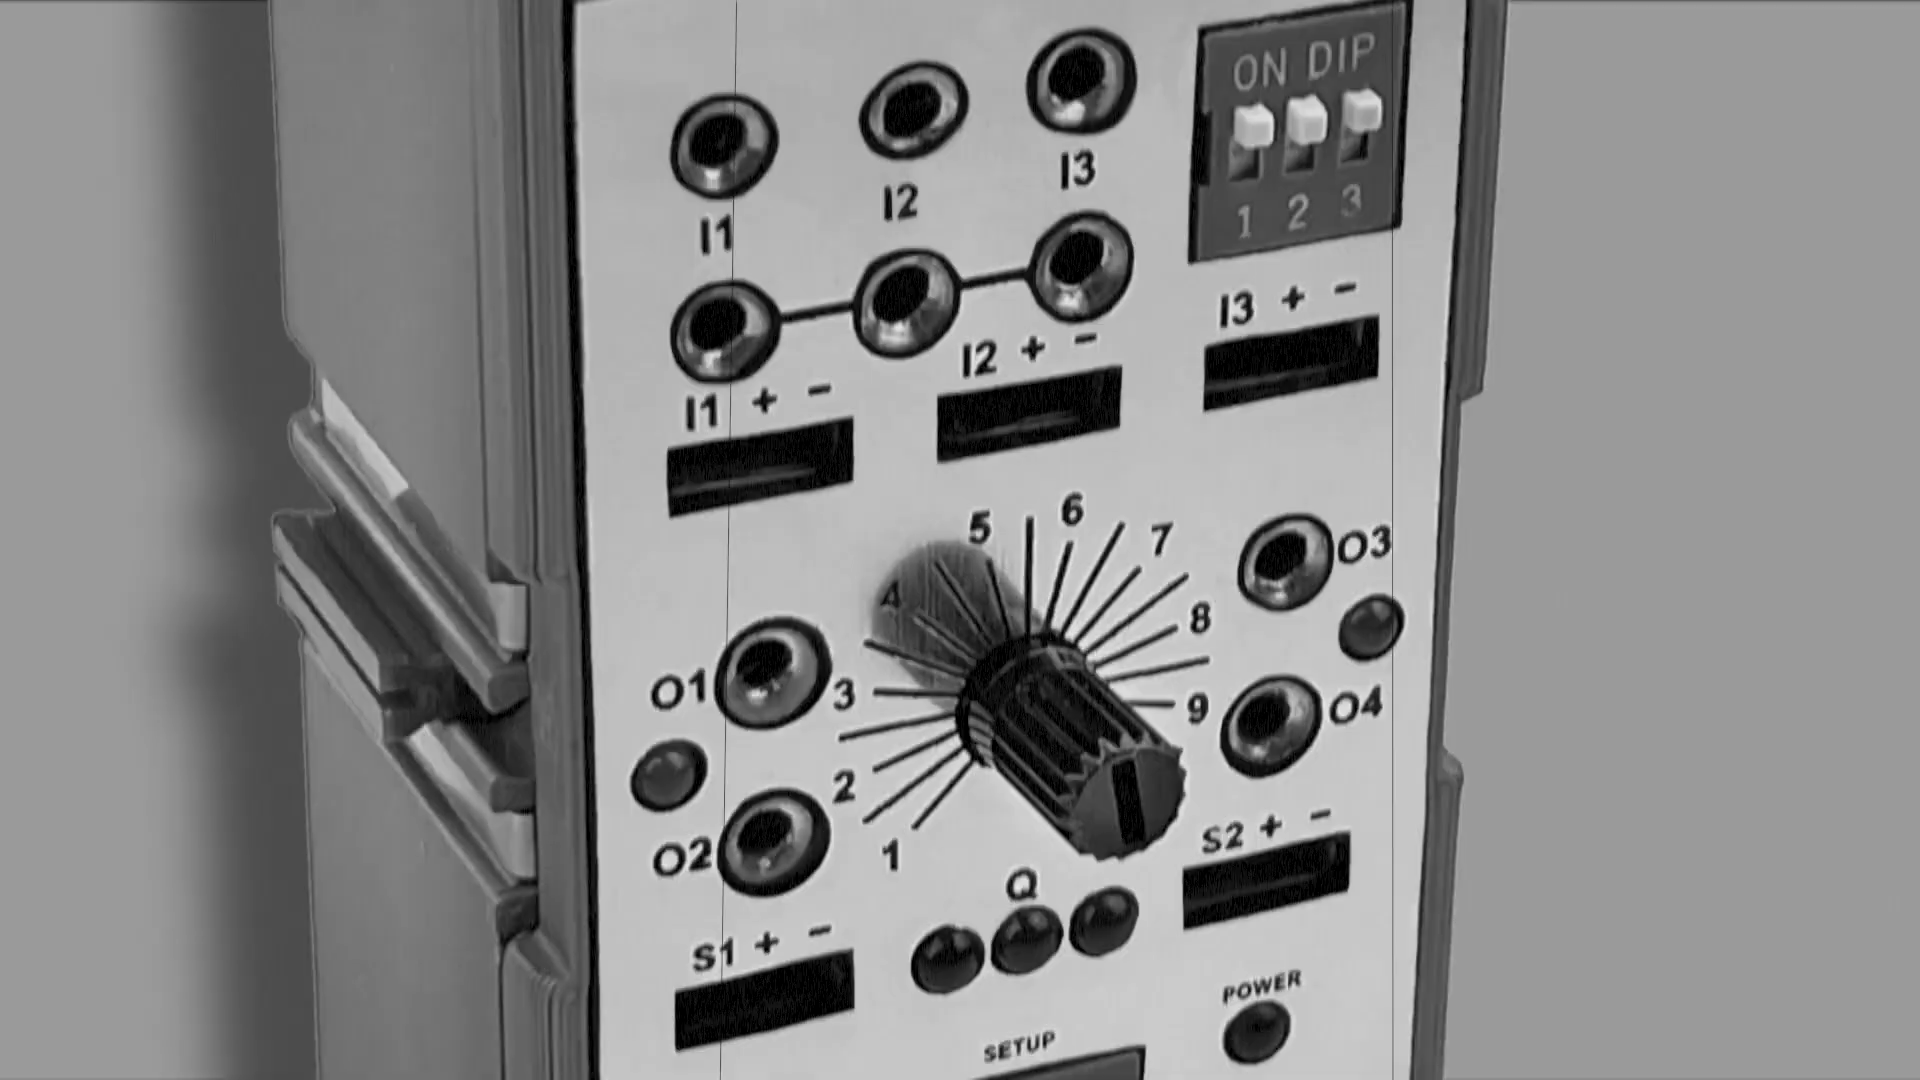 ON DIP
1 2 3
I1 I2 I3
I1 + -
I2 + -
I3 + -
1 2 3 4 5 6 7 8 9
O1
O2
O3
O4
Q
S1 + -
S2 + -
POWER
SETUP